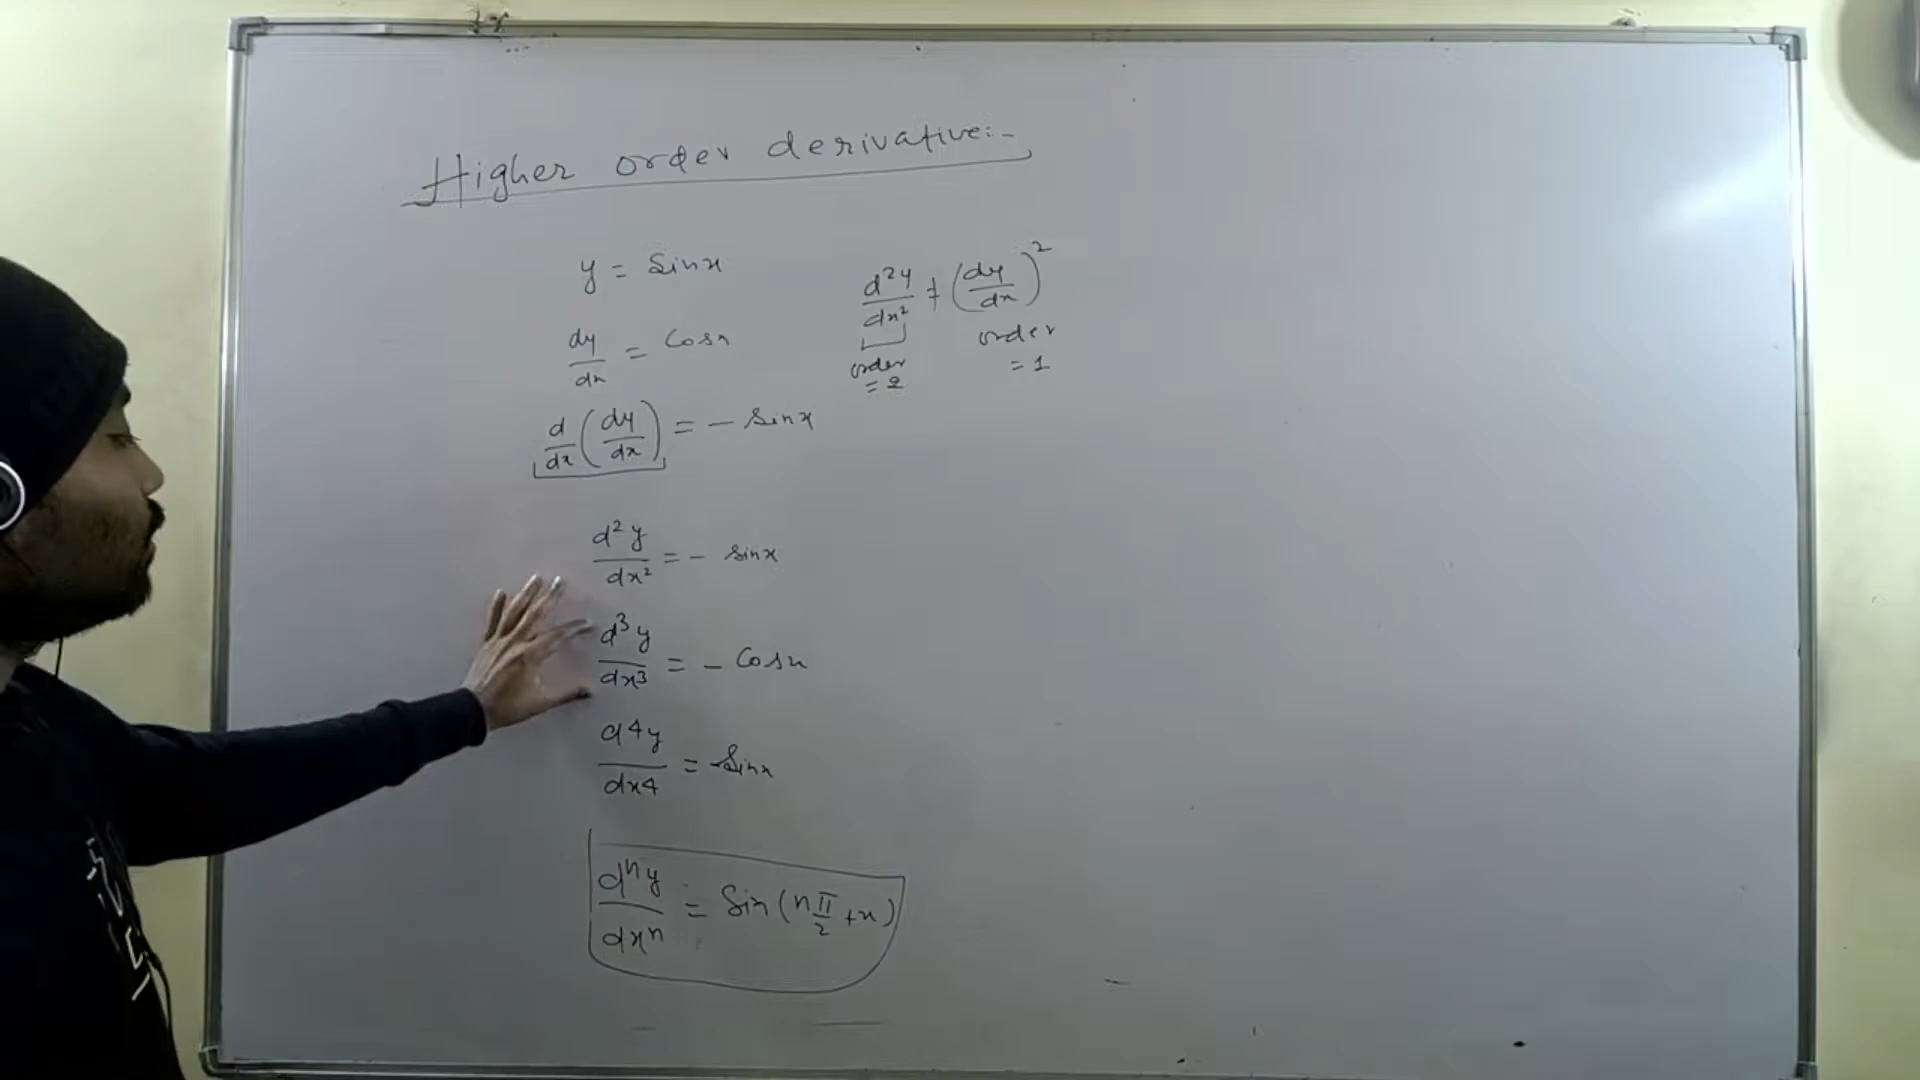 Higher order derivative:-
y = Sinx
dy/dx = Cosx
d/dx (dy/dx) = - Sinx
d²y/dx² = - sinx
d³y/dx³ = - Cosx
d4y/dx4 = Sinx
dⁿy/dxⁿ = Sin(nπ/2 +x)
d²y/dx² ≠ (dy/dx)²
order = 2
order = 1